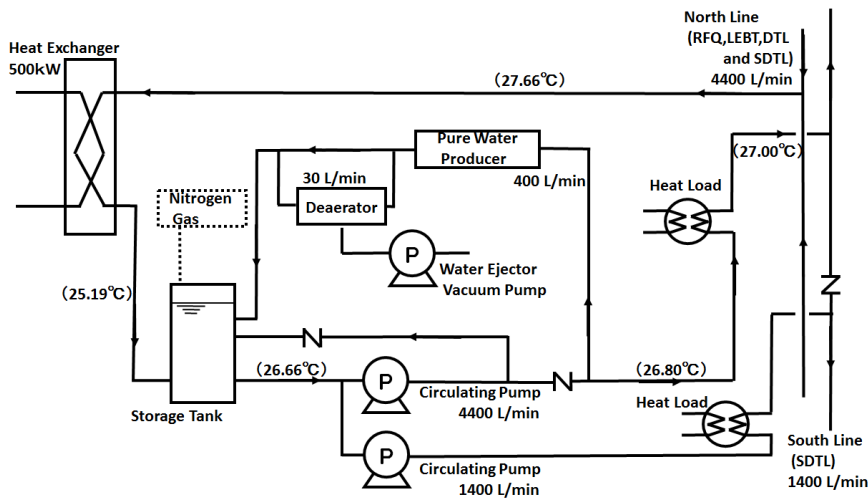 Heat Exchanger
500kW
(27.66℃)
North Line
(RFQ,LEBT,DTL
and SDTL)
4400 L/min
Pure Water
Producer
(27.00℃)
30 L/min
400 L/min
Nitrogen
Gas
Deaerator
Heat Load
P
Water Ejector
Vacuum Pump
(25.19℃)
(26.66℃)
P
(26.80℃)
Circulating Pump
4400 L/min
Storage Tank
Heat Load
P
Circulating Pump
1400 L/min
South Line
(SDTL)
1400 L/min